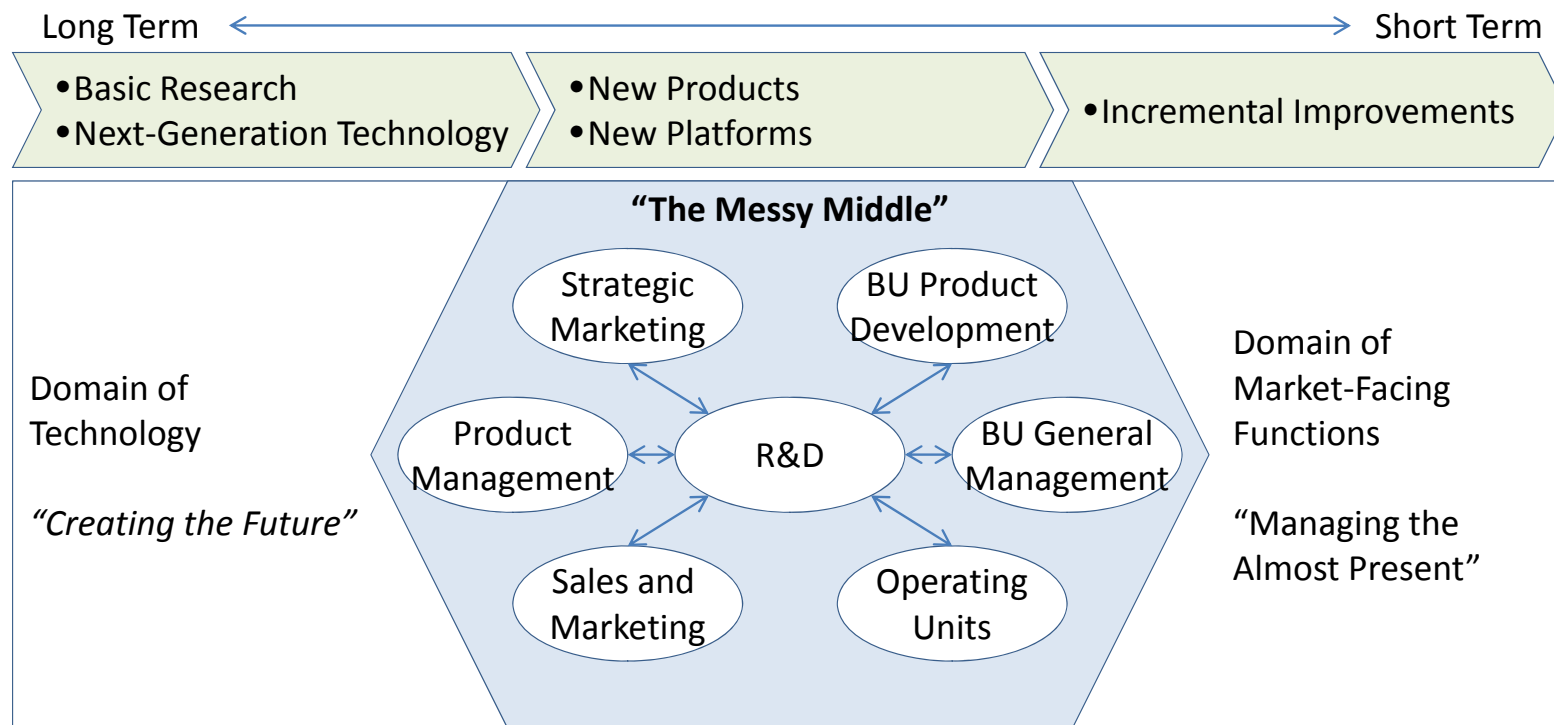 Long Term
Short Term
•Basic Research
•Next-Generation Technology
•New Products
•New Platforms
•Incremental Improvements
“The Messy Middle”
Strategic
Marketing
BU Product
Development
Domain of
Technology
“Creating the Future”
Product
Management
R&D
BU General
Management
Sales and
Marketing
Operating
Units
Domain of
Market-Facing
Functions
“Managing the
Almost Present”